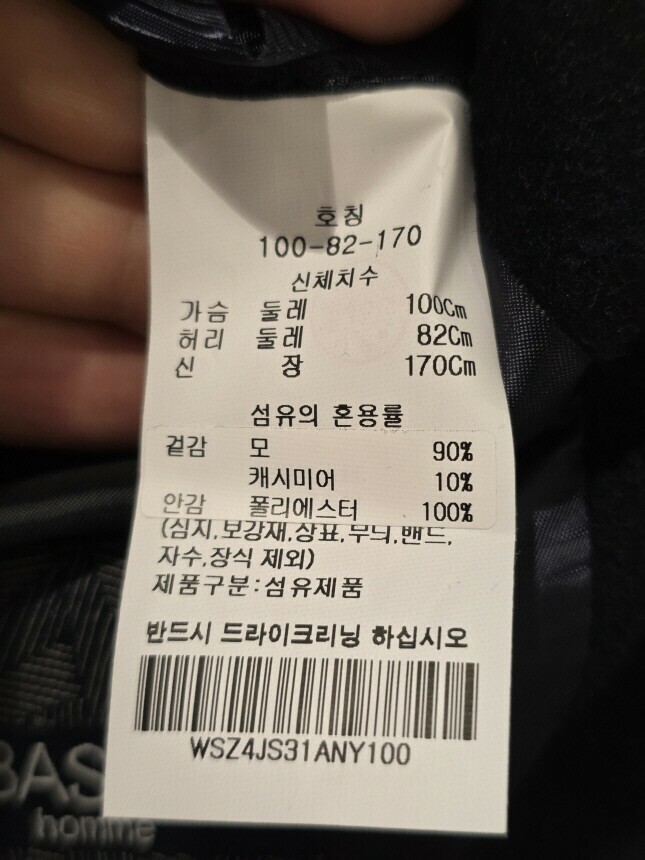 호칭
100-82-170
신체치수
가슴 둘레 100Cm
허리 둘레 82Cm
신 장 170Cm
섬유의 혼용률
겉감 모 90%
캐시미어 10%
안감 폴리에스터 100%
(심지,보강재,상표,무늬,밴드,
자수,장식 제외)
제품구분:섬유제품
반드시 드라이크리닝 하십시오
WSZ4JS31ANY100
BAS
homme